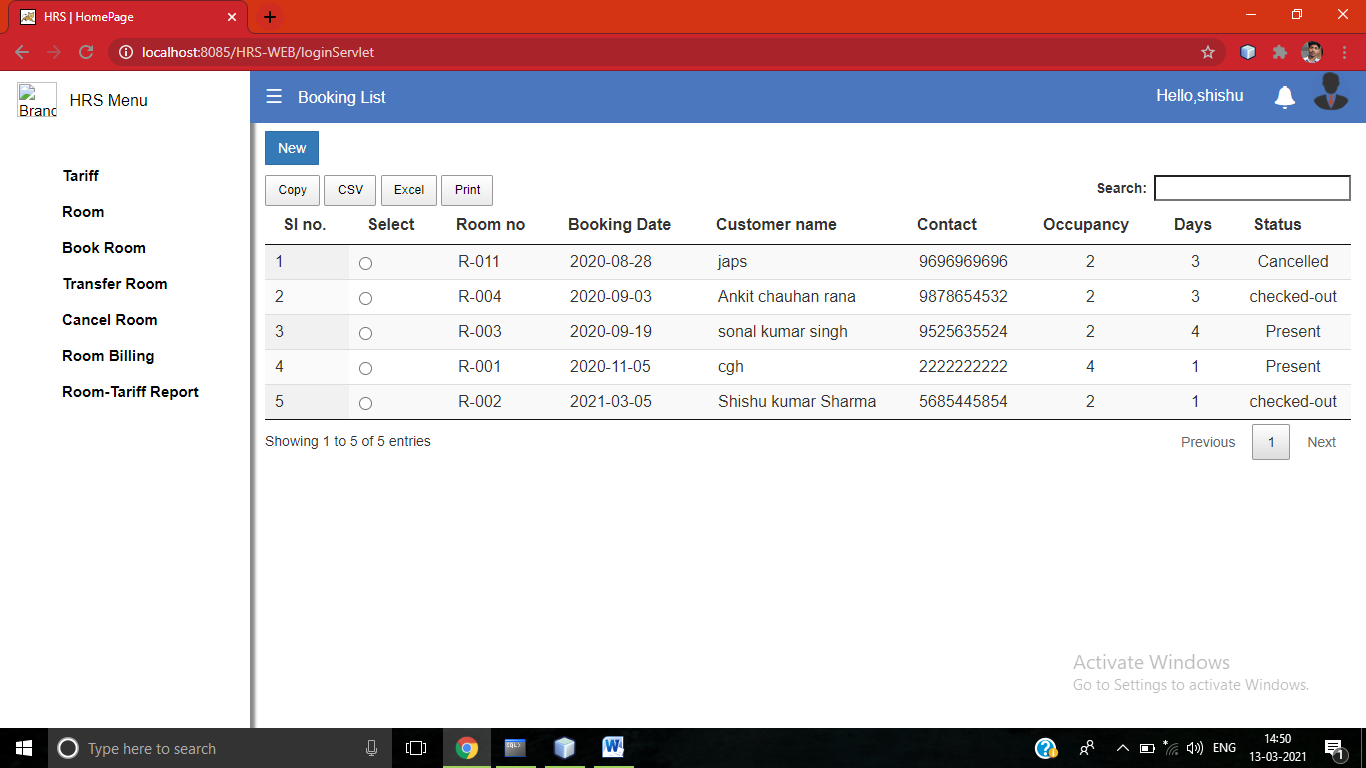 HRS | HomePage
localhost:8085/HRS-WEB/loginServlet
Branc HRS Menu
Booking List
Hello,shishu
Tariff
Room
Book Room
Transfer Room
Cancel Room
Room Billing
Room-Tariff Report
New
Copy CSV Excel Print
Search:
Sl no. Select Room no Booking Date Customer name Contact Occupancy Days Status
1 R-011 2020-08-28 japs 9696969696 2 3 Cancelled
2 R-004 2020-09-03 Ankit chauhan rana 9878654532 2 3 checked-out
3 R-003 2020-09-19 sonal kumar singh 9525635524 2 4 Present
4 R-001 2020-11-05 cgh 2222222222 4 1 Present
5 R-002 2021-03-05 Shishu kumar Sharma 5685445854 2 1 checked-out
Showing 1 to 5 of 5 entries
Previous 1 Next
Activate Windows
Go to Settings to activate Windows.
Type here to search
ENG
14:50
13-03-2021
1